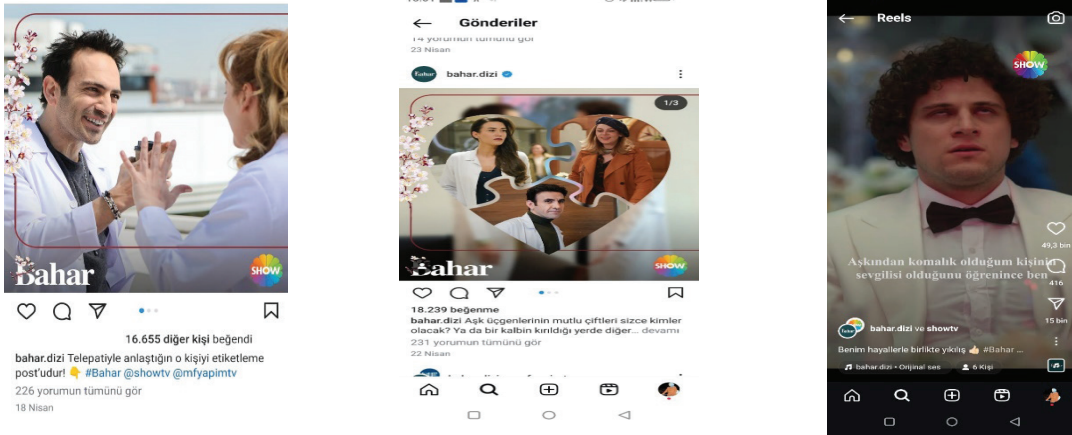 Bahar
SHOW
16.655 diğer kişi beğendi
bahar.dizi Telepatiyle anlaştığın o kişiyi etiketleme
post'udur! 👇 #Bahar @showtv @mfyapimtv
226 yorumun tümünü gör
18 Nisan
Gönderiler
14 yorumun tümünü gör
23 Nisan
Bahar
bahar.dizi
1/3
Bahar
SHOW
18.239 beğenme
bahar.dizi Aşk üçgenlerinin mutlu çiftleri sizce kimler
olacak? Ya da bir kalbin kırıldığı yerde diğer... devamı
231 yorumun tümünü gör
22 Nisan
Reels
SHOW
49,3 bin
Aşkından komalık olduğum kişinin
sevgilisi olduğunu öğrenince ben
416
15 bin
bahar.dizi ve showtv
Benim hayallerle birlikte yıkılış 👍 #Bahar ...
bahar.dizi • Orijinal ses
6 Kişi